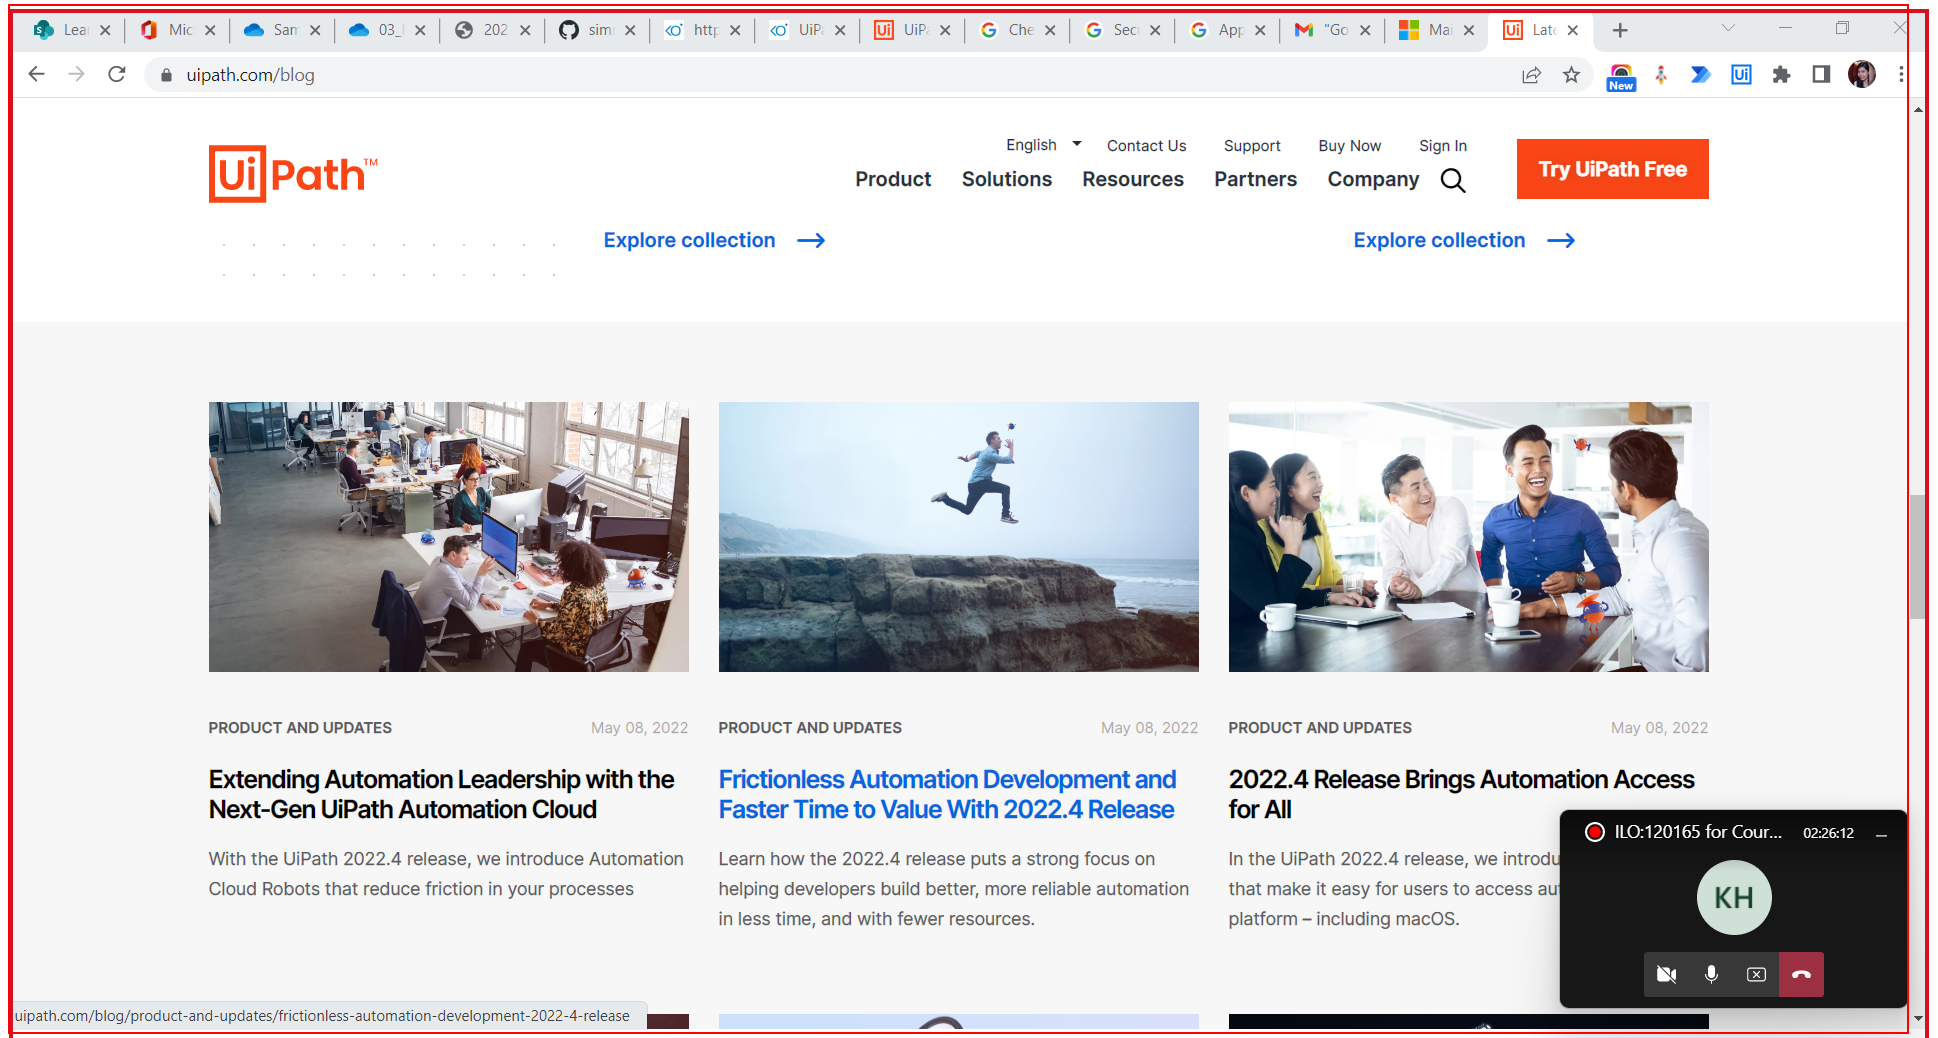 Lea
Mic
Sam
03_
202
sim
http
UiPa
UiPa
Che
Secu
App
"Go
Mai
Late
uipath.com/blog
New
UiPath™
English
Contact Us
Support
Buy Now
Sign In
Product
Solutions
Resources
Partners
Company
Try UiPath Free
Explore collection
Explore collection
PRODUCT AND UPDATES
May 08, 2022
Extending Automation Leadership with the
Next-Gen UiPath Automation Cloud
With the UiPath 2022.4 release, we introduce Automation
Cloud Robots that reduce friction in your processes
PRODUCT AND UPDATES
May 08, 2022
Frictionless Automation Development and
Faster Time to Value With 2022.4 Release
Learn how the 2022.4 release puts a strong focus on
helping developers build better, more reliable automation
in less time, and with fewer resources.
PRODUCT AND UPDATES
May 08, 2022
2022.4 Release Brings Automation Access
for All
In the UiPath 2022.4 release, we introdu
that make it easy for users to access au
platform – including macOS.
ILO:120165 for Cour...
02:26:12
KH
uipath.com/blog/product-and-updates/frictionless-automation-development-2022-4-release